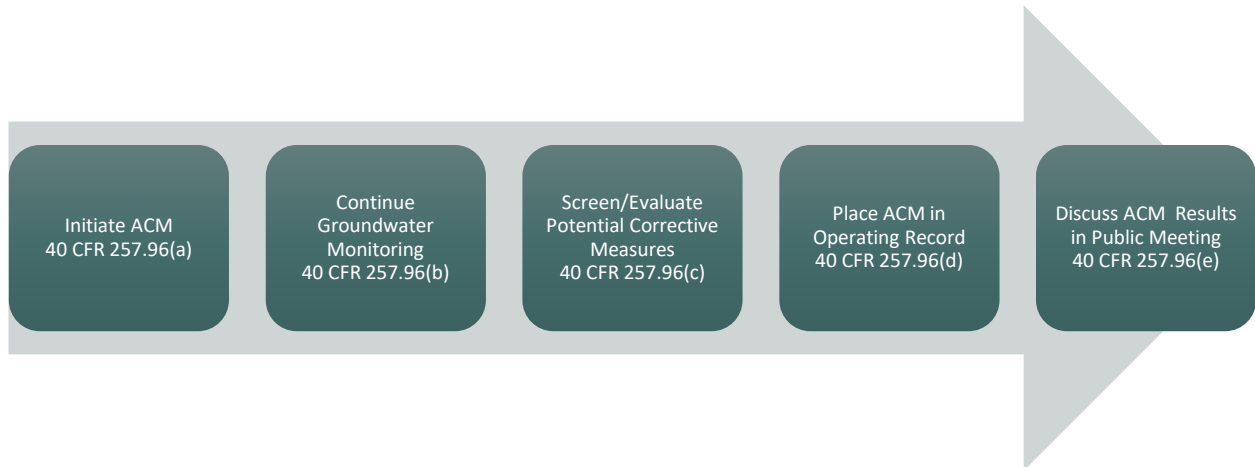 Initiate ACM
40 CFR 257.96(a)
Continue
Groundwater
Monitoring
40 CFR 257.96(b)
Screen/Evaluate
Potential Corrective
Measures
40 CFR 257.96(c)
Place ACM in
Operating Record
40 CFR 257.96(d)
Discuss ACM  Results
in Public Meeting
40 CFR 257.96(e)